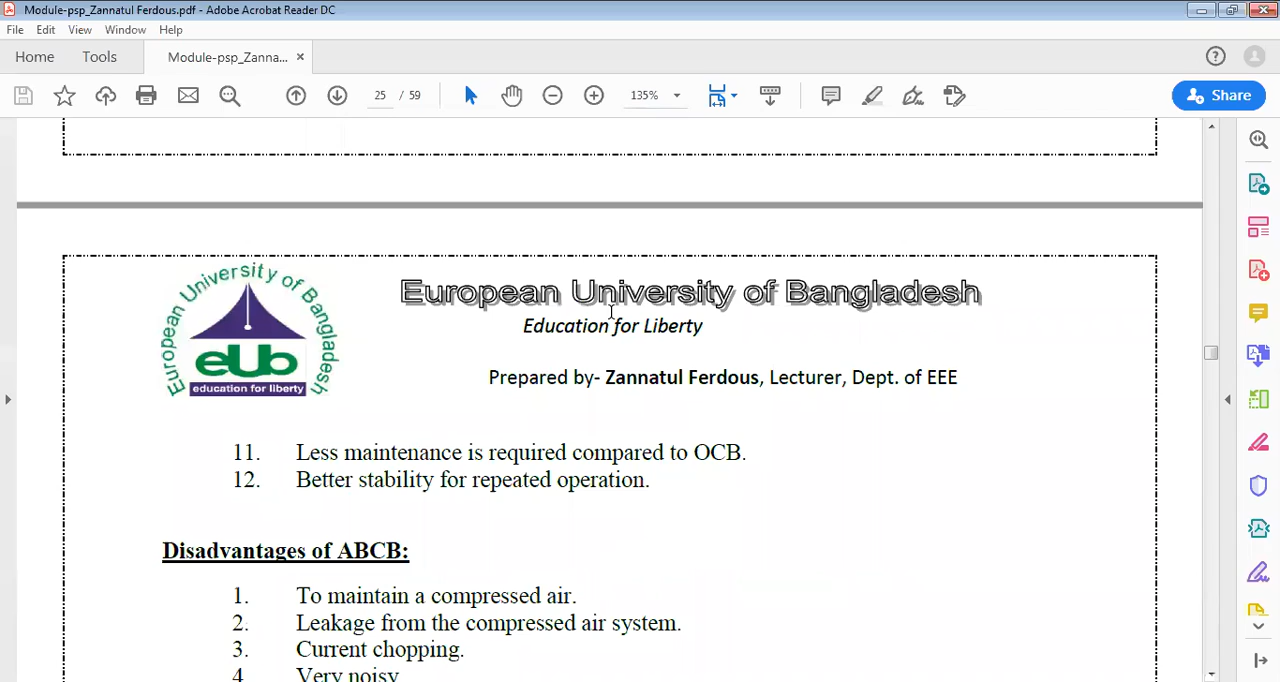 Module-psp_Zannatul Ferdous.pdf - Adobe Acrobat Reader DC
File Edit View Window Help
Home Tools Module-psp_Zanna... ×
25 / 59 135% Share
European University of Bangladesh
eub
education for liberty
European University of Bangladesh
Education for Liberty
Prepared by- Zannatul Ferdous, Lecturer, Dept. of EEE
11. Less maintenance is required compared to OCB.
12. Better stability for repeated operation.
Disadvantages of ABCB:
1. To maintain a compressed air.
2. Leakage from the compressed air system.
3. Current chopping.
4 Very noisy